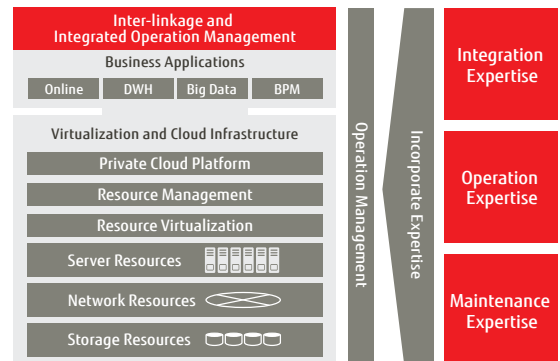 Inter-linkage and
Integrated Operation Management
Business Applications
Online
DWH
Big Data
BPM
Virtualization and Cloud Infrastructure
Private Cloud Platform
Resource Management
Resource Virtualization
Server Resources
Network Resources
Storage Resources
Operation Management
Incorporate Expertise
Integration
Expertise
Operation
Expertise
Maintenance
Expertise